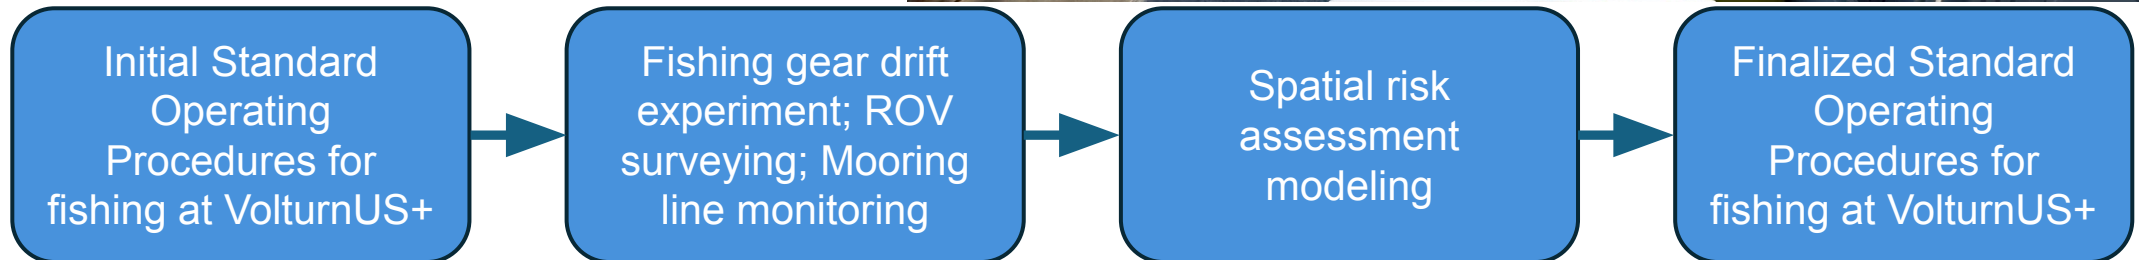 Initial Standard
Operating
Procedures for
fishing at VolturnUS+
Fishing gear drift
experiment; ROV
surveying; Mooring
line monitoring
Spatial risk
assessment
modeling
Finalized Standard
Operating
Procedures for
fishing at VolturnUS+